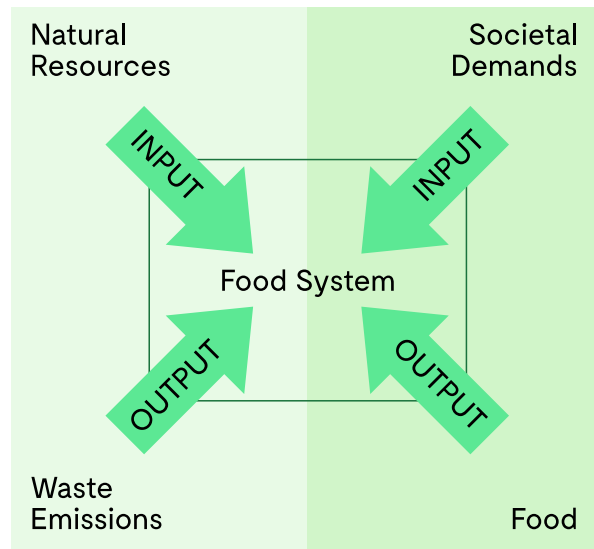 Natural
Resources
Societal
Demands
INPUT
INPUT
Food System
OUTPUT
OUTPUT
Waste
Emissions
Food